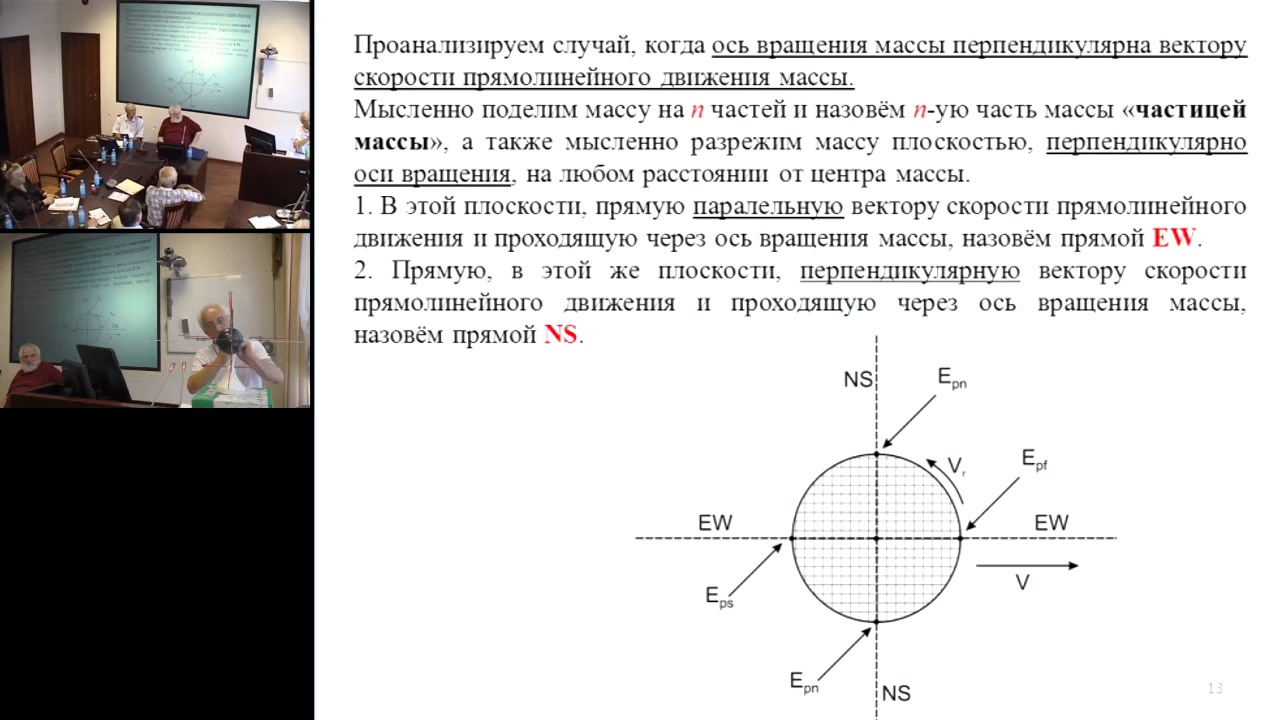 Проанализируем случай, когда ось вращения массы перпендикулярна вектору
скорости прямолинейного движения массы.
Мысленно поделим массу на n частей и назовём n-ую часть массы «частицей
массы», а также мысленно разрежим массу плоскостью, перпендикулярно
оси вращения, на любом расстоянии от центра массы.
1. В этой плоскости, прямую паралельную вектору скорости прямолинейного
движения и проходящую через ось вращения массы, назовём прямой EW.
2. Прямую, в этой же плоскости, перпендикулярную вектору скорости
прямолинейного движения и проходящую через ось вращения массы,
назовём прямой NS.
NS
Epn
Vr
Epf
EW
EW
V
Eps
Epn
NS
13